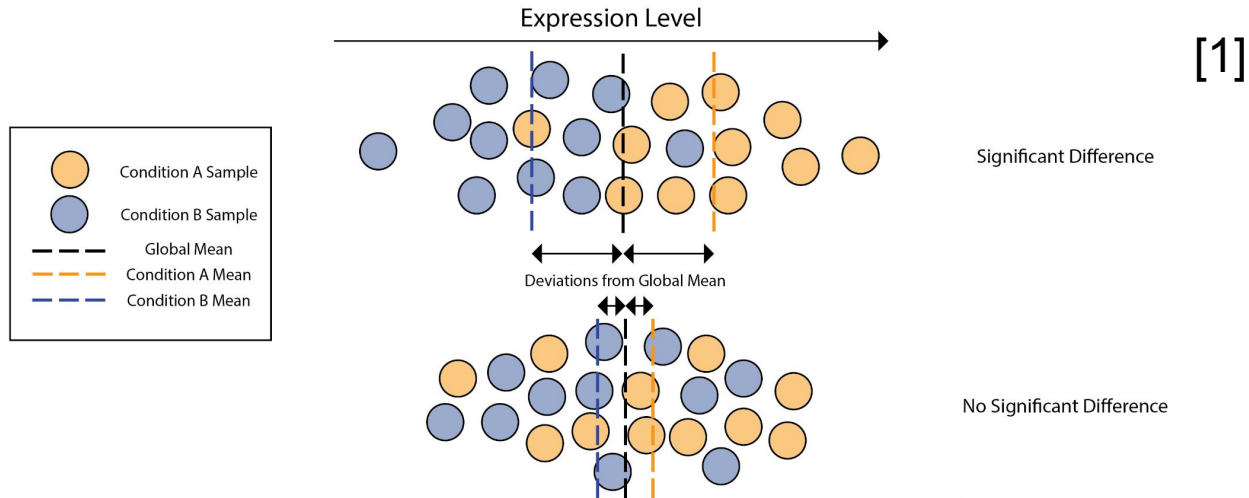 Expression Level
[1]
Condition A Sample
Condition B Sample
Global Mean
Condition A Mean
Condition B Mean
Significant Difference
Deviations from Global Mean
No Significant Difference